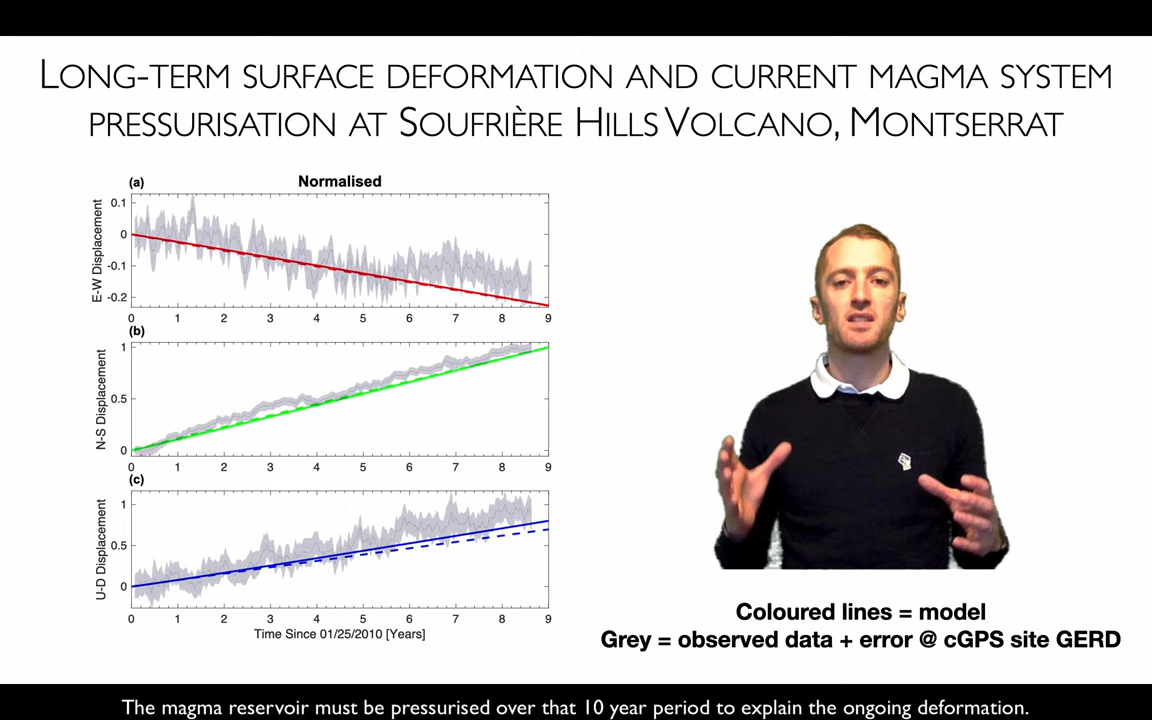 LONG-TERM SURFACE DEFORMATION AND CURRENT MAGMA SYSTEM
PRESSURISATION AT SOUFRIÈRE HILLS VOLCANO, MONTSERRAT
(a)
Normalised
E-W Displacement
0.1
0
-0.1
-0.2
0 1 2 3 4 5 6 7 8 9
(b)
N-S Displacement
1
0.5
0
0 1 2 3 4 5 6 7 8 9
(c)
U-D Displacement
1
0.5
0
0 1 2 3 4 5 6 7 8 9
Time Since 01/25/2010 [Years]
Coloured lines = model
Grey = observed data + error @ cGPS site GERD
The magma reservoir must be pressurised over that 10 year period to explain the ongoing deformation.